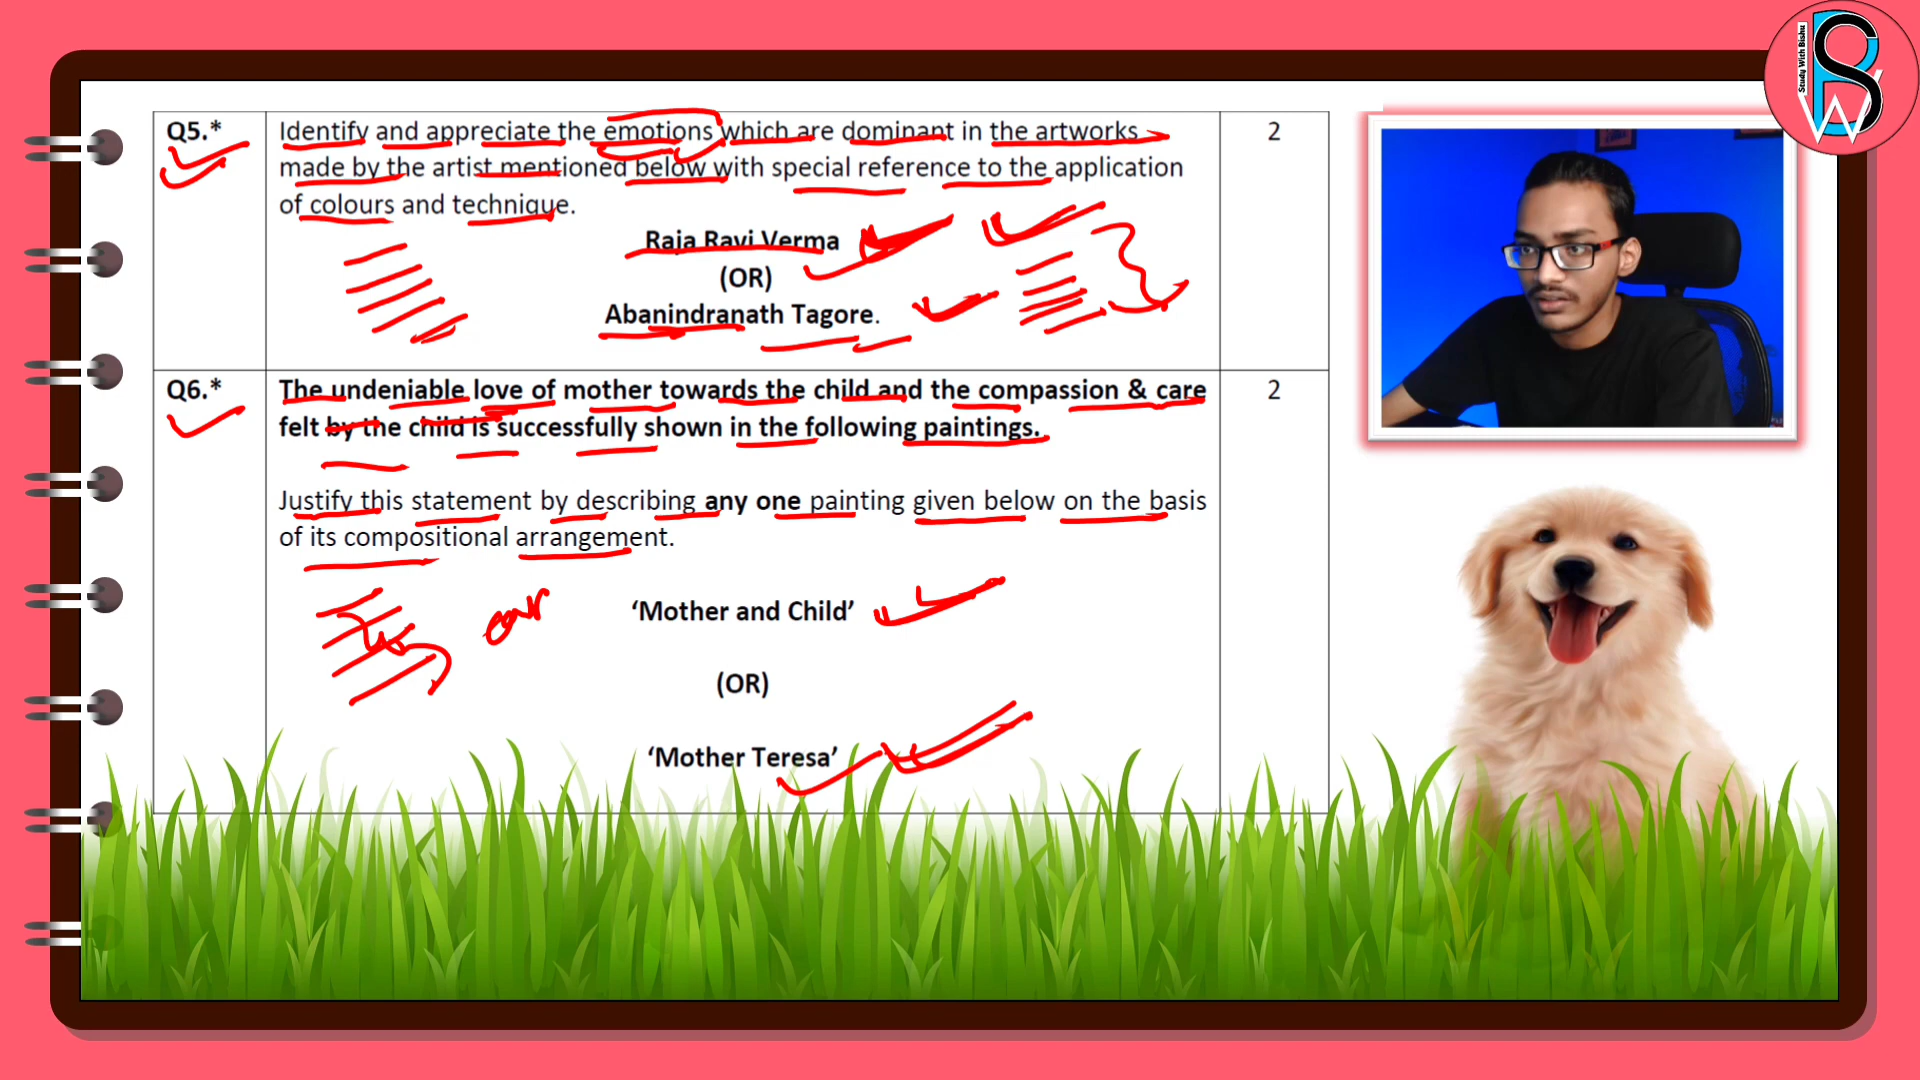 Study With Bishu
SBW
Q5.* Identify and appreciate the emotions which are dominant in the artworks 2
made by the artist mentioned below with special reference to the application
of colours and technique.
Raja Ravi Verma
(OR)
Abanindranath Tagore.
Q6.* The undeniable love of mother towards the child and the compassion & care 2
felt by the child is successfully shown in the following paintings.
Justify this statement by describing any one painting given below on the basis
of its compositional arrangement.
‘Mother and Child’
(OR)
‘Mother Teresa’